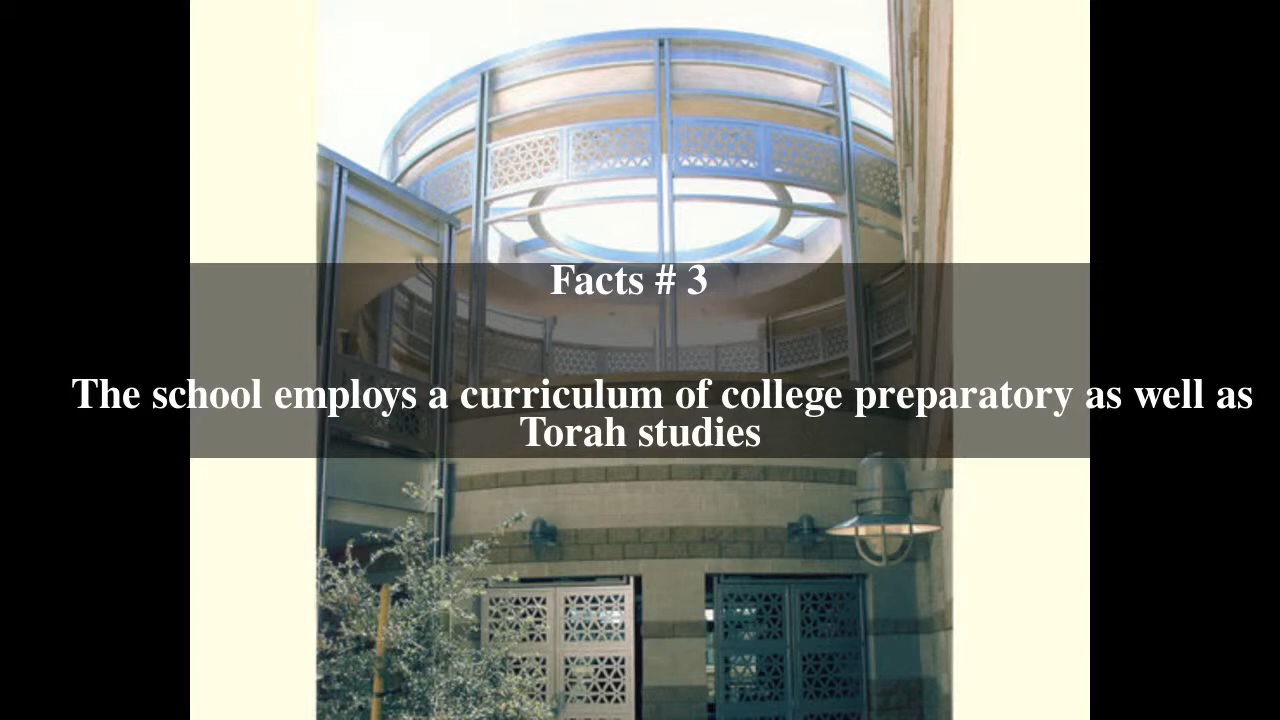 Facts # 3
The school employs a curriculum of college preparatory as well as
Torah studies